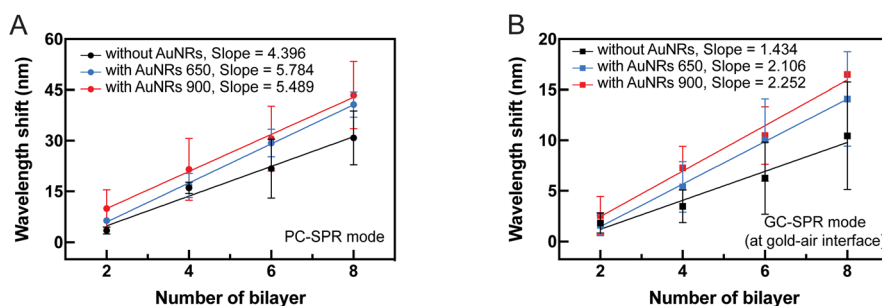 A
60
45
30
15
0
Wavelength shift (nm)
without AuNRs, Slope = 4.396
with AuNRs 650, Slope = 5.784
with AuNRs 900, Slope = 5.489
PC-SPR mode
2 4 6 8
Number of bilayer
B
20
15
10
5
0
Wavelength shift (nm)
without AuNRs, Slope = 1.434
with AuNRs 650, Slope = 2.106
with AuNRs 900, Slope = 2.252
GC-SPR mode
(at gold-air interface)
2 4 6 8
Number of bilayer